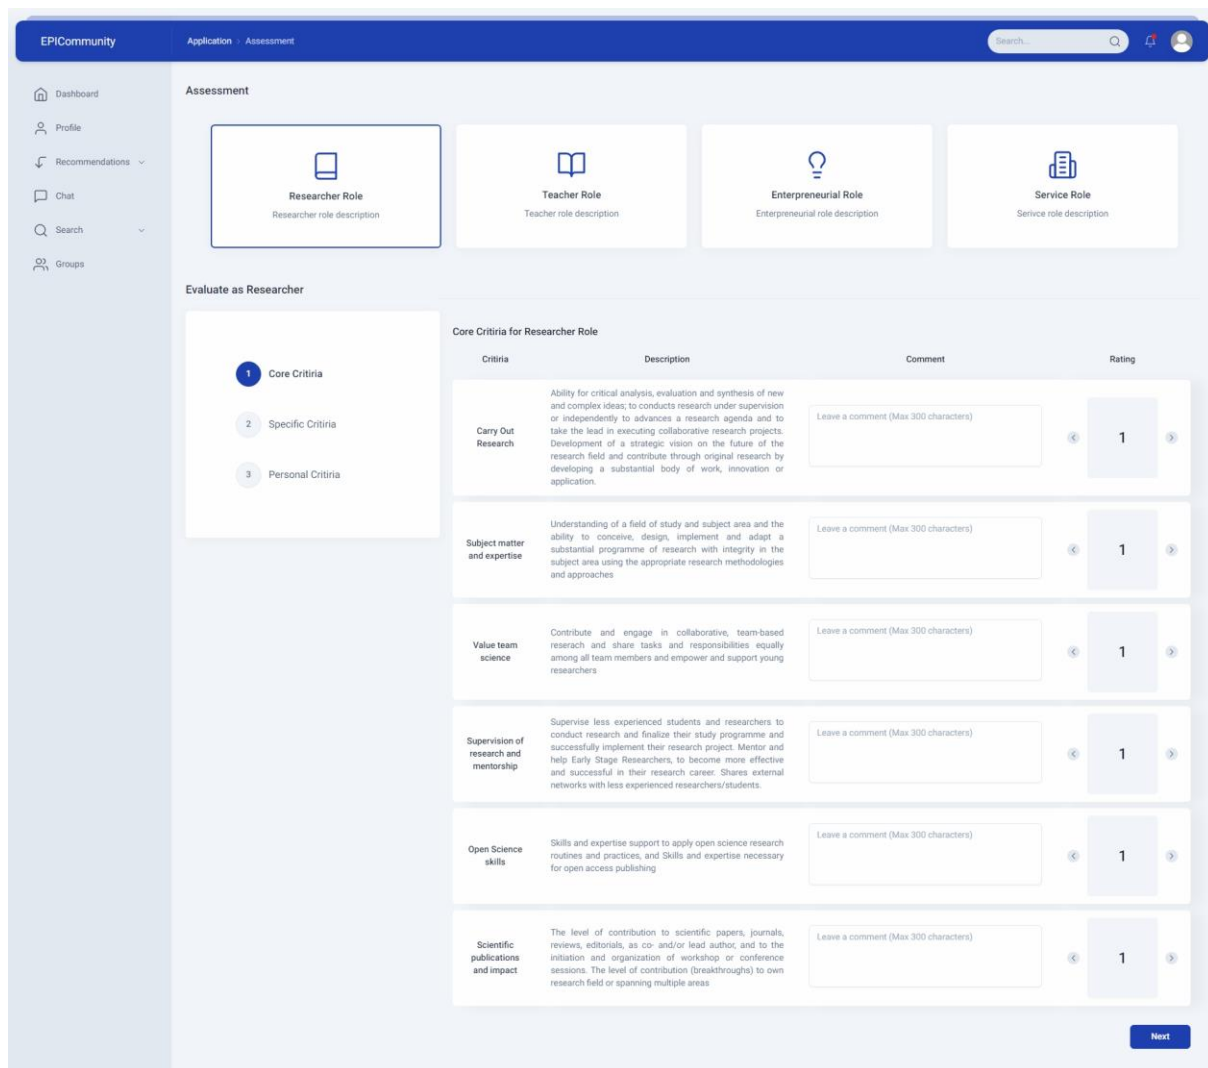 EPICommunity
Application > Assessment
Search...
Dashboard
Profile
Recommendations
Chat
Search
Groups
Assessment
Researcher Role
Researcher role description
Teacher Role
Teacher role description
Enterpreneurial Role
Enterpreneurial role description
Service Role
Serivce role description
Evaluate as Researcher
1 Core Critiria
2 Specific Critiria
3 Personal Critiria
Core Critiria for Researcher Role
Critiria Description Comment Rating
Carry Out
Research
Ability for critical analysis, evaluation and synthesis of new
and complex ideas; to conducts research under supervision
or independently to advances a research agenda and to
take the lead in executing collaborative research projects.
Development of a strategic vision on the future of the
research field and contribute through original research by
developing a substantial body of work, innovation or
application.
Leave a comment (Max 300 characters)
1
Subject matter
and expertise
Understanding of a field of study and subject area and the
ability to conceive, design, implement and adapt a
substantial programme of research with integrity in the
subject area using the appropriate research methodologies
and approaches
Leave a comment (Max 300 characters)
1
Value team
science
Contribute and engage in collaborative, team-based
reserach and share tasks and responsibilities equally
among all team members and empower and support young
researchers
Leave a comment (Max 300 characters)
1
Supervision of
research and
mentorship
Supervise less experienced students and researchers to
conduct research and finalize their study programme and
successfully implement their research project. Mentor and
help Early Stage Researchers, to become more effective
and successful in their research career. Shares external
networks with less experienced researchers/students.
Leave a comment (Max 300 characters)
1
Open Science
skills
Skills and expertise support to apply open science research
routines and practices, and Skills and expertise necessary
for open access publishing
Leave a comment (Max 300 characters)
1
Scientific
publications
and impact
The level of contribution to scientific papers, journals,
reviews, editorials, as co- and/or lead author, and to the
initiation and organization of workshop or conference
sessions. The level of contribution (breakthroughs) to own
research field or spanning multiple areas
Leave a comment (Max 300 characters)
1
Next